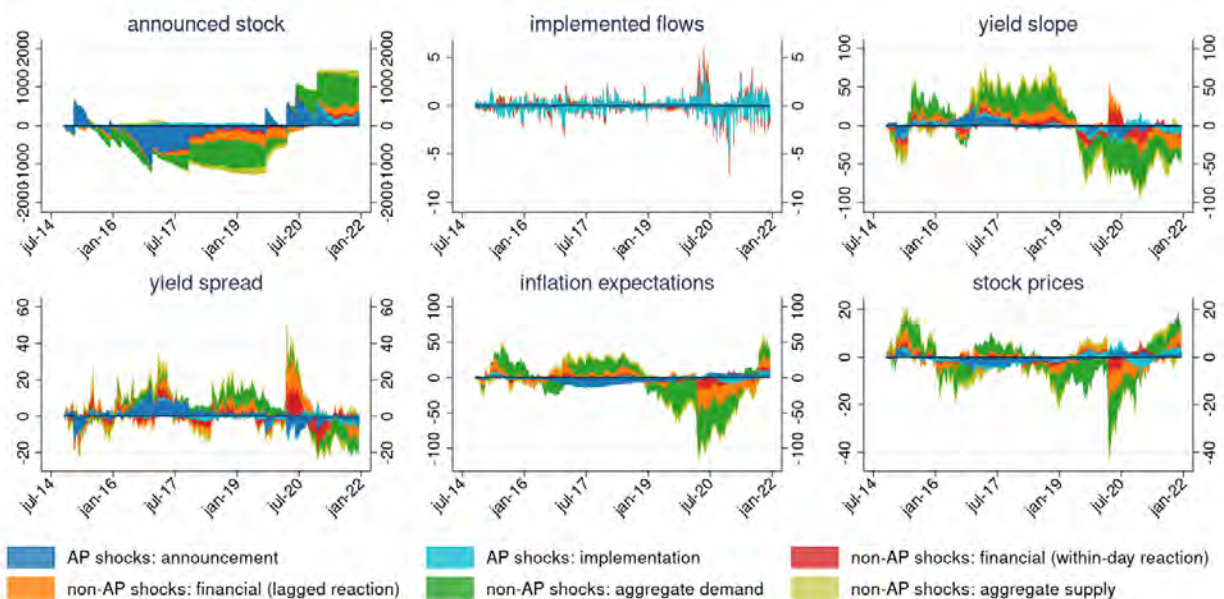 announced stock
implemented flows
yield slope
2000
1000
0
-1000
-2000
2000
1000
0
-1000
-2000
5
0
-5
-10
5
0
-5
-10
100
50
0
-50
-100
100
50
0
-50
-100
jul-14
jan-16
jul-17
jan-19
jul-20
jan-22
jul-14
jan-16
jul-17
jan-19
jul-20
jan-22
jul-14
jan-16
jul-17
jan-19
jul-20
jan-22
yield spread
inflation expectations
stock prices
60
40
20
0
-20
60
40
20
0
-20
100
50
0
-50
-100
100
50
0
-50
-100
20
0
-20
-40
20
0
-20
-40
jul-14
jan-16
jul-17
jan-19
jul-20
jan-22
jul-14
jan-16
jul-17
jan-19
jul-20
jan-22
jul-14
jan-16
jul-17
jan-19
jul-20
jan-22
AP shocks: announcement
AP shocks: implementation
non-AP shocks: financial (within-day reaction)
non-AP shocks: financial (lagged reaction)
non-AP shocks: aggregate demand
non-AP shocks: aggregate supply